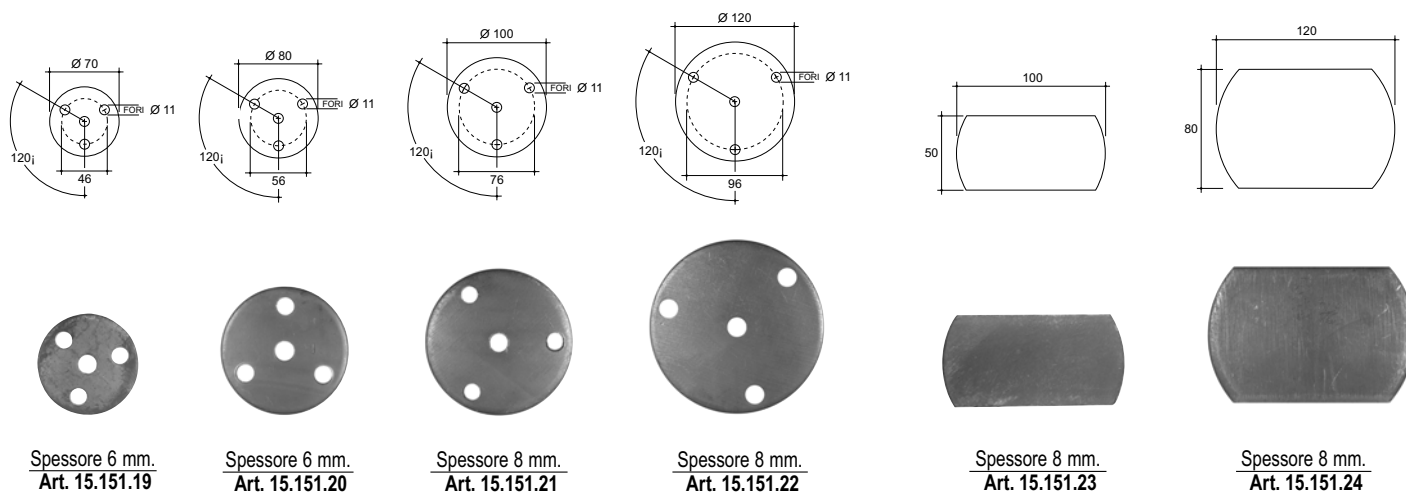 Ø 70
FORI Ø 11
120¡
46
Ø 80
FORI Ø 11
120¡
56
Ø 100
FORI Ø 11
120¡
76
Ø 120
FORI Ø 11
120¡
96
100
50
120
80
Spessore 6 mm.
Art. 15.151.19
Spessore 6 mm.
Art. 15.151.20
Spessore 8 mm.
Art. 15.151.21
Spessore 8 mm.
Art. 15.151.22
Spessore 8 mm.
Art. 15.151.23
Spessore 8 mm.
Art. 15.151.24